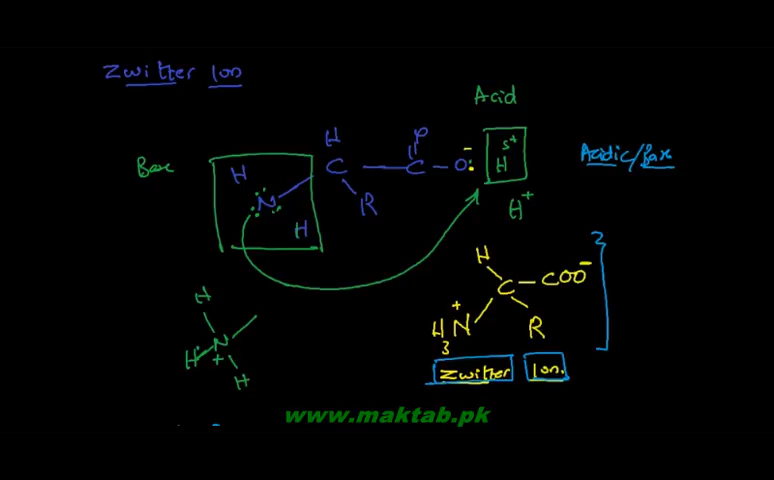 Zwitter Ion
Acid
Base
H
N
H
H
C
R
O
C
O
-
δ+
H
H+
Acidic/Base
H
C
COO-
H3N+
R
Zwitter Ion.
H
H
N
+
H
www.maktab.pk